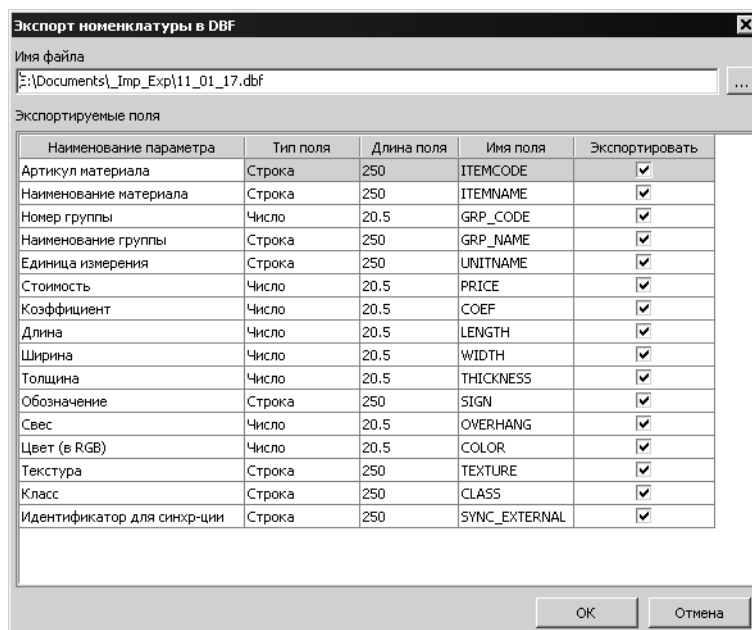 Экспорт номенклатуры в DBF
Имя файла
E:\Documents\_Imp_Exp\11_01_17.dbf
...
Экспортируемые поля
Наименование параметра Тип поля Длина поля Имя поля Экспортировать
Артикул материала Строка 250 ITEMCODE
Наименование материала Строка 250 ITEMNAME
Номер группы Число 20.5 GRP_CODE
Наименование группы Строка 250 GRP_NAME
Единица измерения Строка 250 UNITNAME
Стоимость Число 20.5 PRICE
Коэффициент Число 20.5 COEF
Длина Число 20.5 LENGTH
Ширина Число 20.5 WIDTH
Толщина Число 20.5 THICKNESS
Обозначение Строка 250 SIGN
Свес Число 20.5 OVERHANG
Цвет (в RGB) Число 20.5 COLOR
Текстура Строка 250 TEXTURE
Класс Строка 250 CLASS
Идентификатор для синхр-ции Строка 250 SYNC_EXTERNAL
OK Отмена